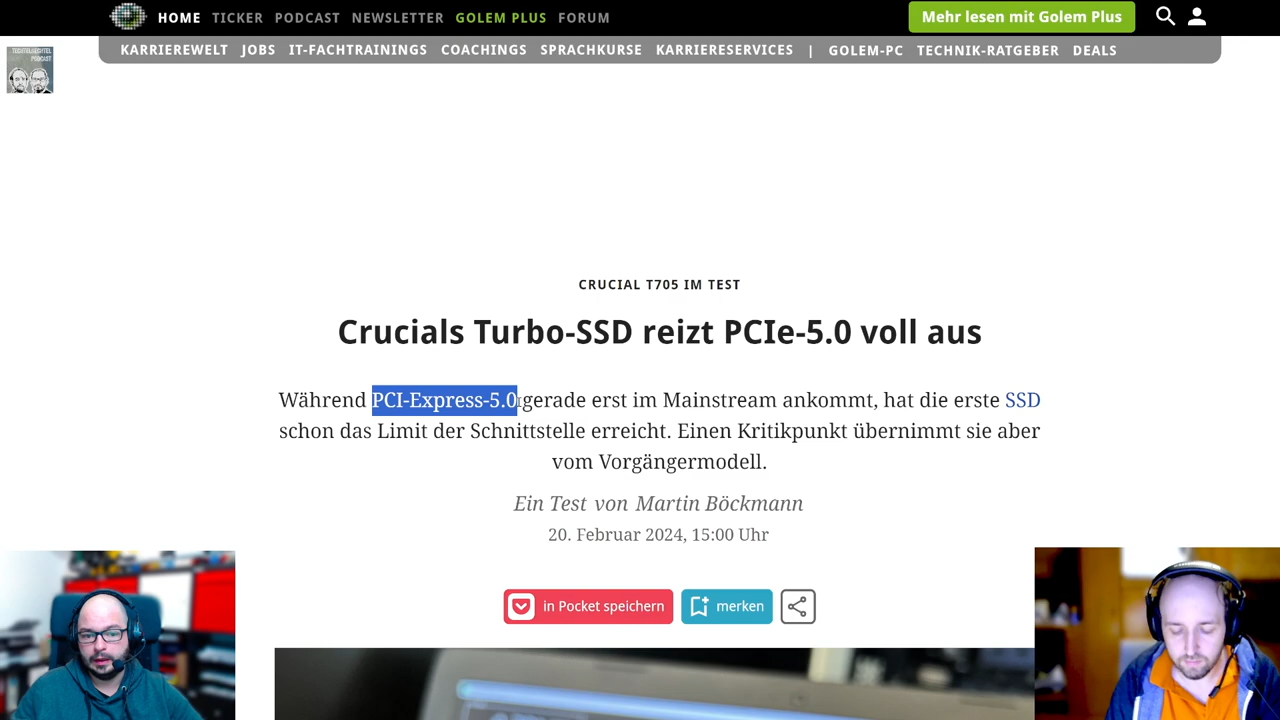 HOME TICKER PODCAST NEWSLETTER GOLEM PLUS FORUM Mehr lesen mit Golem Plus
KARRIEREWELT JOBS IT-FACHTRAININGS COACHINGS SPRACHKURSE KARRIERESERVICES | GOLEM-PC TECHNIK-RATGEBER DEALS
PODCAST
CRUCIAL T705 IM TEST
Crucials Turbo-SSD reizt PCIe-5.0 voll aus
Während PCI-Express-5.0 gerade erst im Mainstream ankommt, hat die erste SSD
schon das Limit der Schnittstelle erreicht. Einen Kritikpunkt übernimmt sie aber
vom Vorgängermodell.
Ein Test von Martin Böckmann
20. Februar 2024, 15:00 Uhr
in Pocket speichern merken